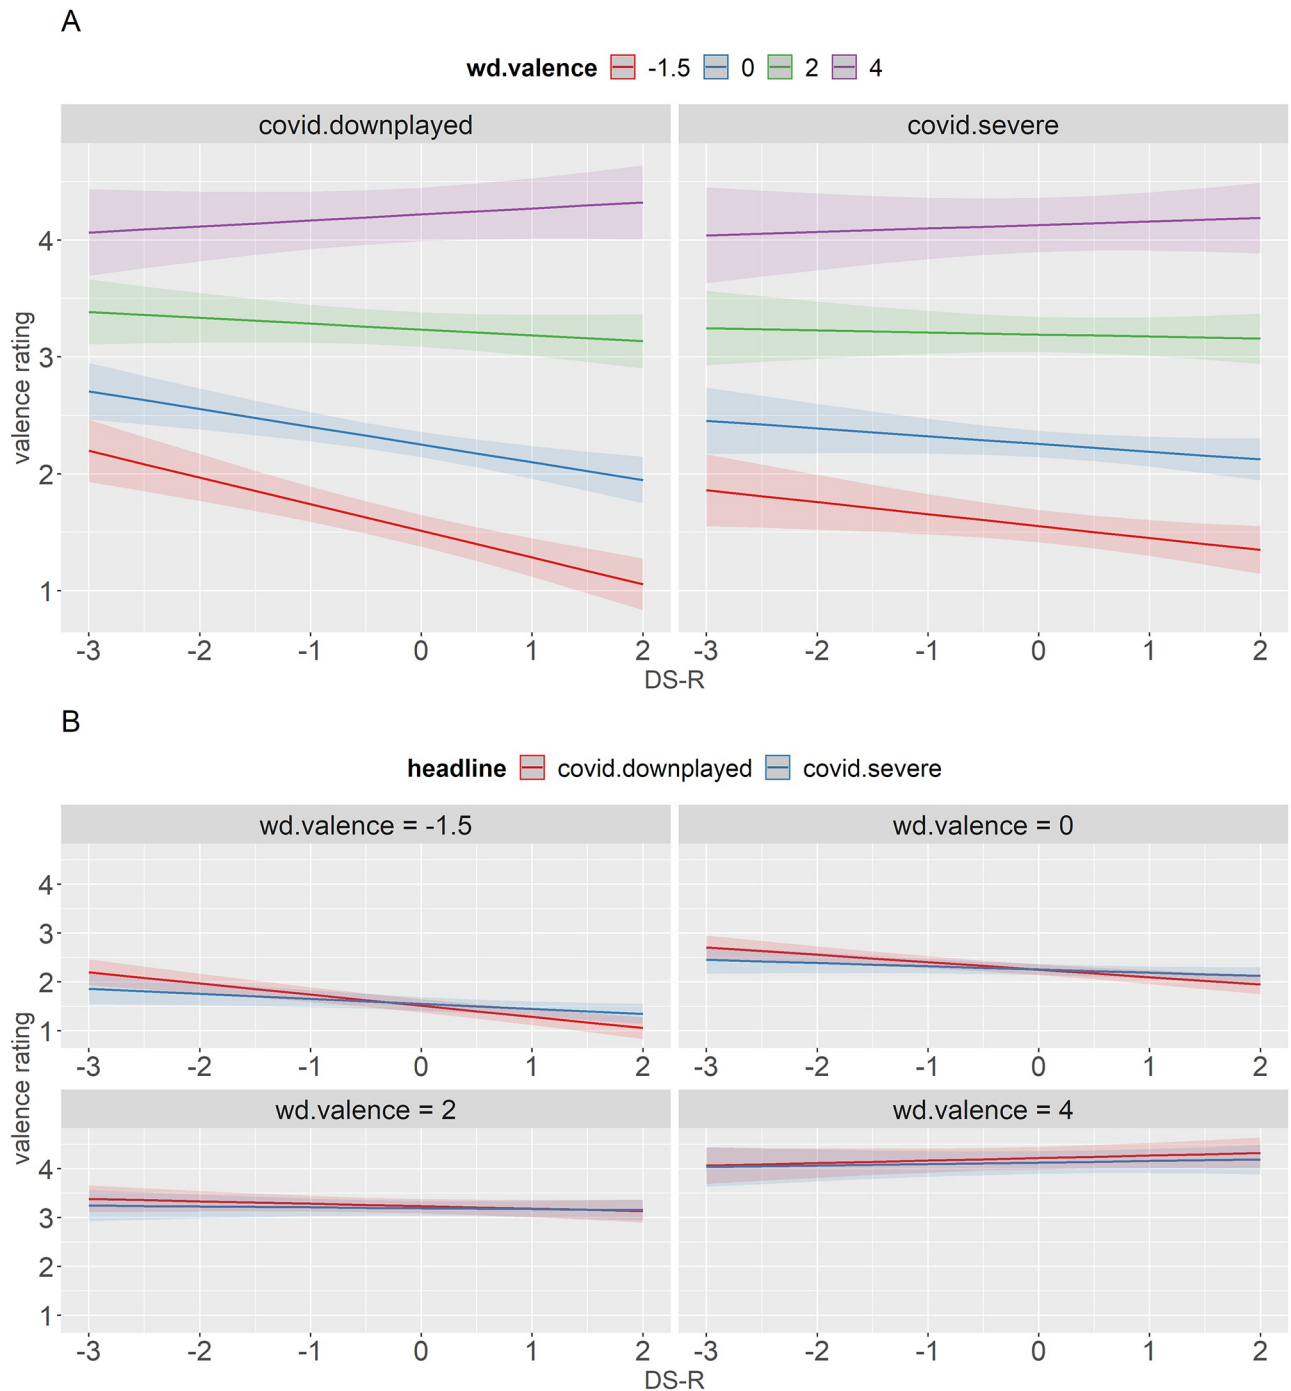 A
wd.valence -1.5 0 2 4
covid.downplayed covid.severe
valence rating
4
3
2
1
-3 -2 -1 0 1 2 -3 -2 -1 0 1 2
DS-R
B
headline covid.downplayed covid.severe
wd.valence = -1.5 wd.valence = 0
valence rating
4
3
2
1
-3 -2 -1 0 1 2 -3 -2 -1 0 1 2
wd.valence = 2 wd.valence = 4
4
3
2
1
-3 -2 -1 0 1 2 -3 -2 -1 0 1 2
DS-R